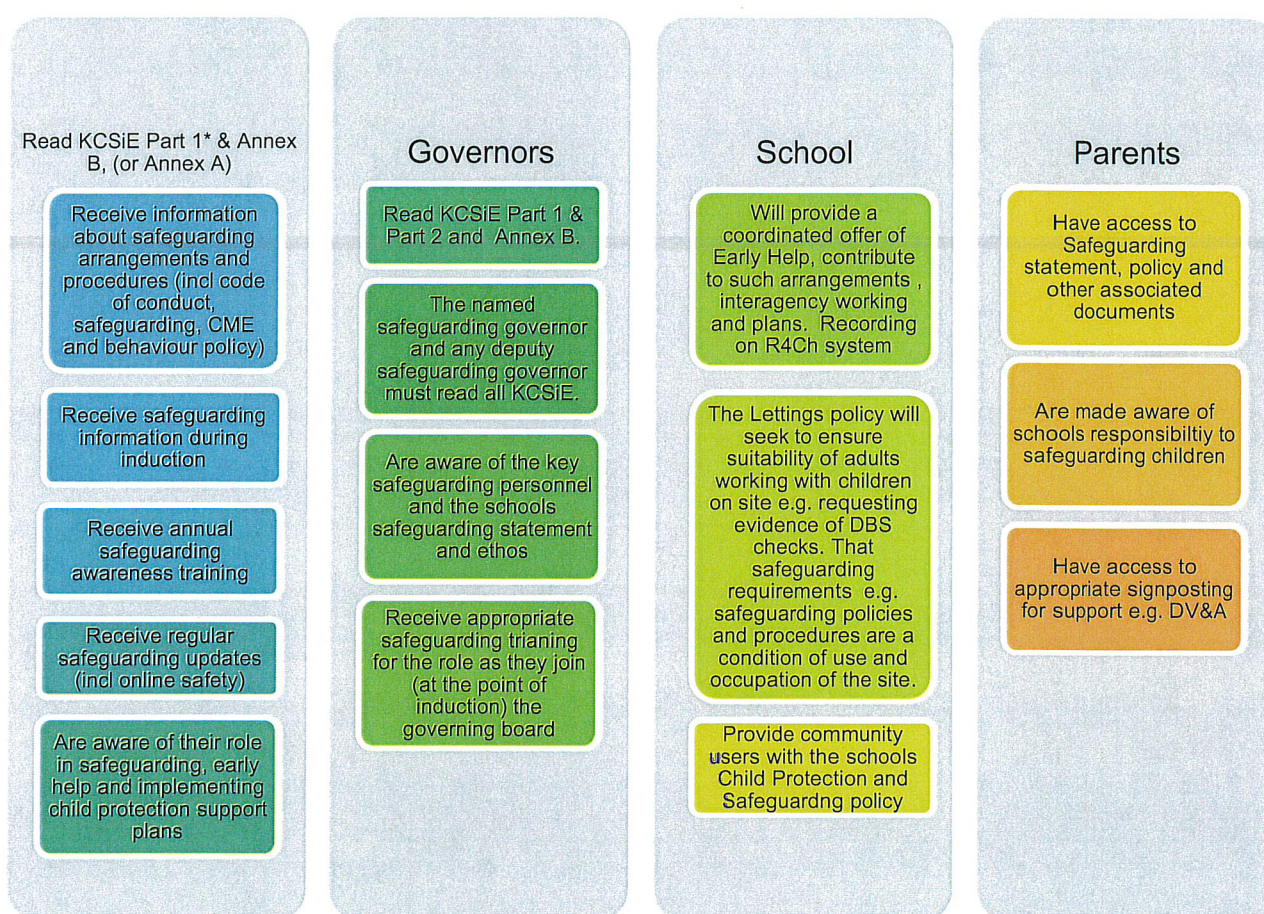 Read KCSiE Part 1* & Annex
B, (or Annex A)
Receive information
about safeguarding
arrangements and
procedures (incl code
of conduct,
safeguarding, CME
and behaviour policy)
Receive safeguarding
information during
induction
Receive annual
safeguarding
awareness training
Receive regular
safeguarding updates
(incl online safety)
Are aware of their role
in safeguarding, early
help and implementing
child protection support
plans
Governors
Read KCSiE Part 1 &
Part 2 and Annex B.
The named
safeguarding governor
and any deputy
safeguarding governor
must read all KCSiE.
Are aware of the key
safeguarding personnel
and the schools
safeguarding statement
and ethos
Receive appropriate
safeguarding trianing
for the role as they join
(at the point of
induction) the
governing board
School
Will provide a
coordinated offer of
Early Help, contribute
to such arrangements ,
interagency working
and plans. Recording
on R4Ch system
The Lettings policy will
seek to ensure
suitability of adults
working with children
on site e.g. requesting
evidence of DBS
checks. That
safeguarding
requirements e.g.
safeguarding policies
and procedures are a
condition of use and
occupation of the site.
Provide community
users with the schools
Child Protection and
Safeguardng policy
Parents
Have access to
Safeguarding
statement, policy and
other associated
documents
Are made aware of
schools responsibiltiy to
safeguarding children
Have access to
appropriate signposting
for support e.g. DV&A